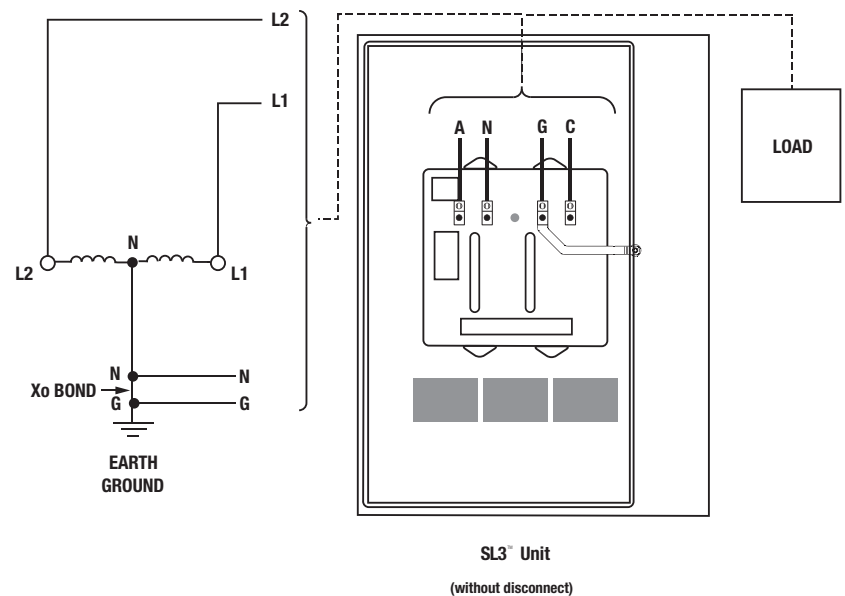 L2
L1
A N G C
LOAD
N
L2 L1
N N
Xo BOND
G G
EARTH
GROUND
SL3™ Unit
(without disconnect)